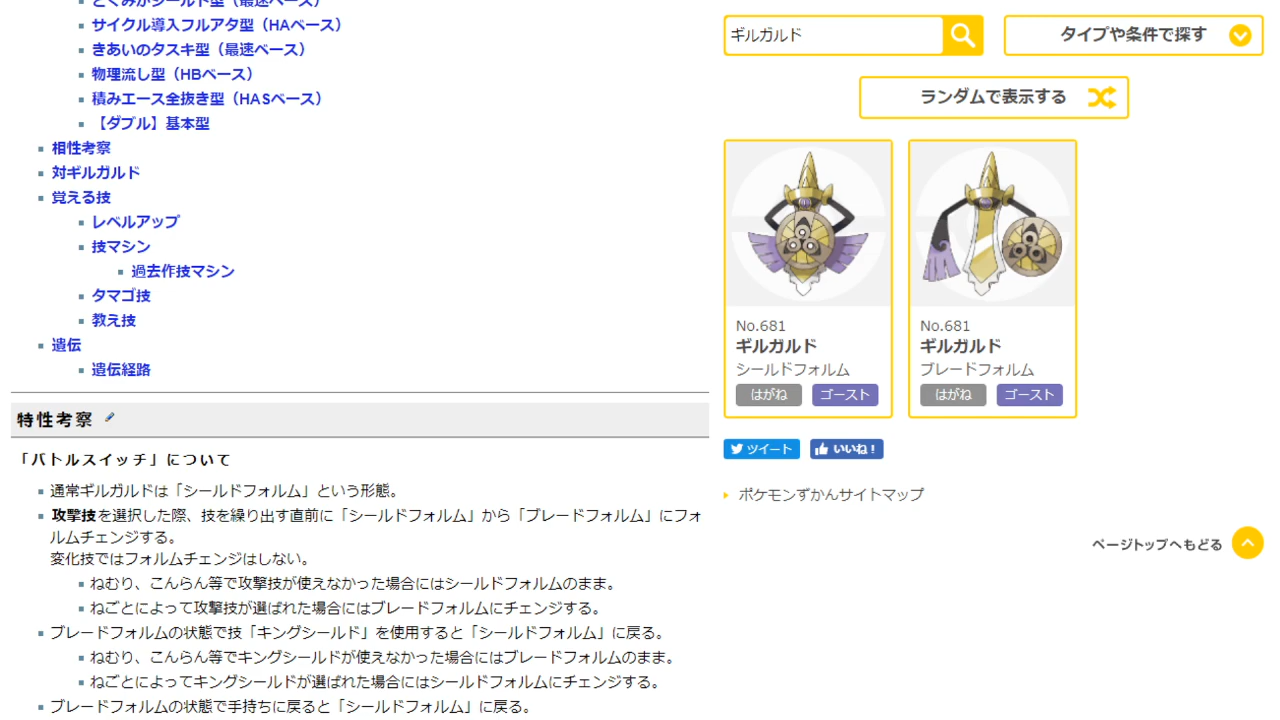 とくみがシールド型（最速ベース）
サイクル導入フルアタ型（HAベース）
きあいのタスキ型（最速ベース）
物理流し型（HBベース）
積みエース全抜き型（HASベース）
【ダブル】基本型
相性考察
対ギルガルド
覚える技
レベルアップ
技マシン
過去作技マシン
タマゴ技
教え技
遺伝
遺伝経路
特性考察
「バトルスイッチ」について
通常ギルガルドは「シールドフォルム」という形態。
攻撃技を選択した際、技を繰り出す直前に「シールドフォルム」から「ブレードフォルム」にフォ
ルムチェンジする。
変化技ではフォルムチェンジはしない。
ねむり、こんらん等で攻撃技が使えなかった場合にはシールドフォルムのまま。
ねごとによって攻撃技が選ばれた場合にはブレードフォルムにチェンジする。
ブレードフォルムの状態で技「キングシールド」を使用すると「シールドフォルム」に戻る。
ねむり、こんらん等でキングシールドが使えなかった場合にはブレードフォルムのまま。
ねごとによってキングシールドが選ばれた場合にはシールドフォルムにチェンジする。
ブレードフォルムの状態で手持ちに戻ると「シールドフォルム」に戻る。
ギルガルド
タイプや条件で探す
ランダムで表示する
No.681
ギルガルド
シールドフォルム
はがね ゴースト
No.681
ギルガルド
ブレードフォルム
はがね ゴースト
ツイート いいね！
ポケモンずかんサイトマップ
ページトップへもどる